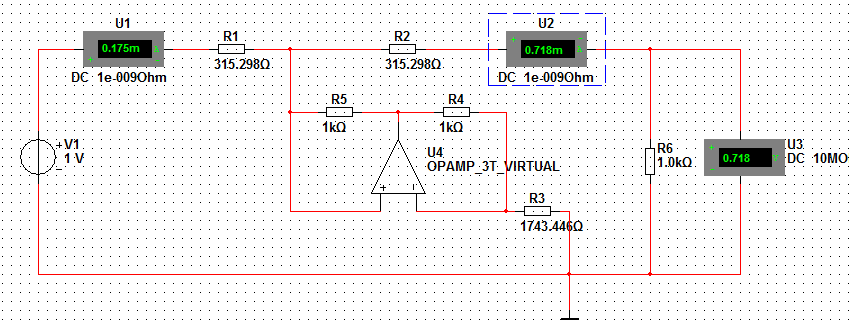 U1
0.175m A
DC 1e-009Ohm
R1
315.298Ω
R2
315.298Ω
U2
0.718m A
DC 1e-009Ohm
R5
1kΩ
R4
1kΩ
V1
1 V
U4
OPAMP_3T_VIRTUAL
R3
1743.446Ω
R6
1.0kΩ
U3
0.718 V
DC 10MO